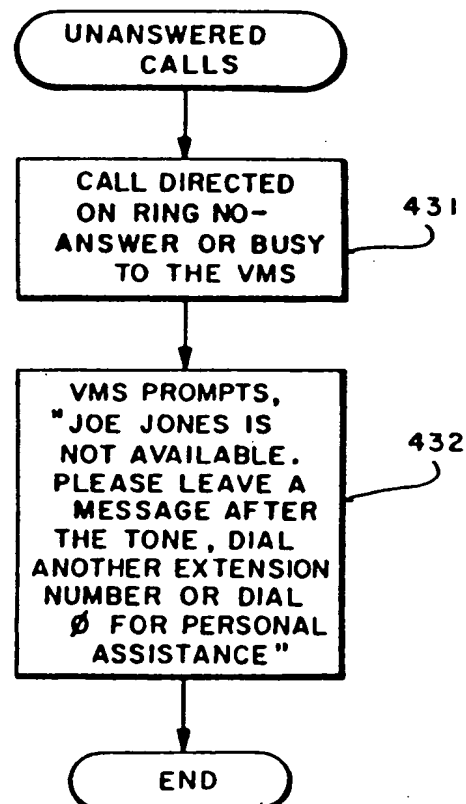 UNANSWERED
CALLS
CALL DIRECTED
ON RING NO-
ANSWER OR BUSY
TO THE VMS
431
VMS PROMPTS,
"JOE JONES IS
NOT AVAILABLE.
PLEASE LEAVE A
MESSAGE AFTER
THE TONE, DIAL
ANOTHER EXTENSION
NUMBER OR DIAL
Ø FOR PERSONAL
ASSISTANCE"
432
END